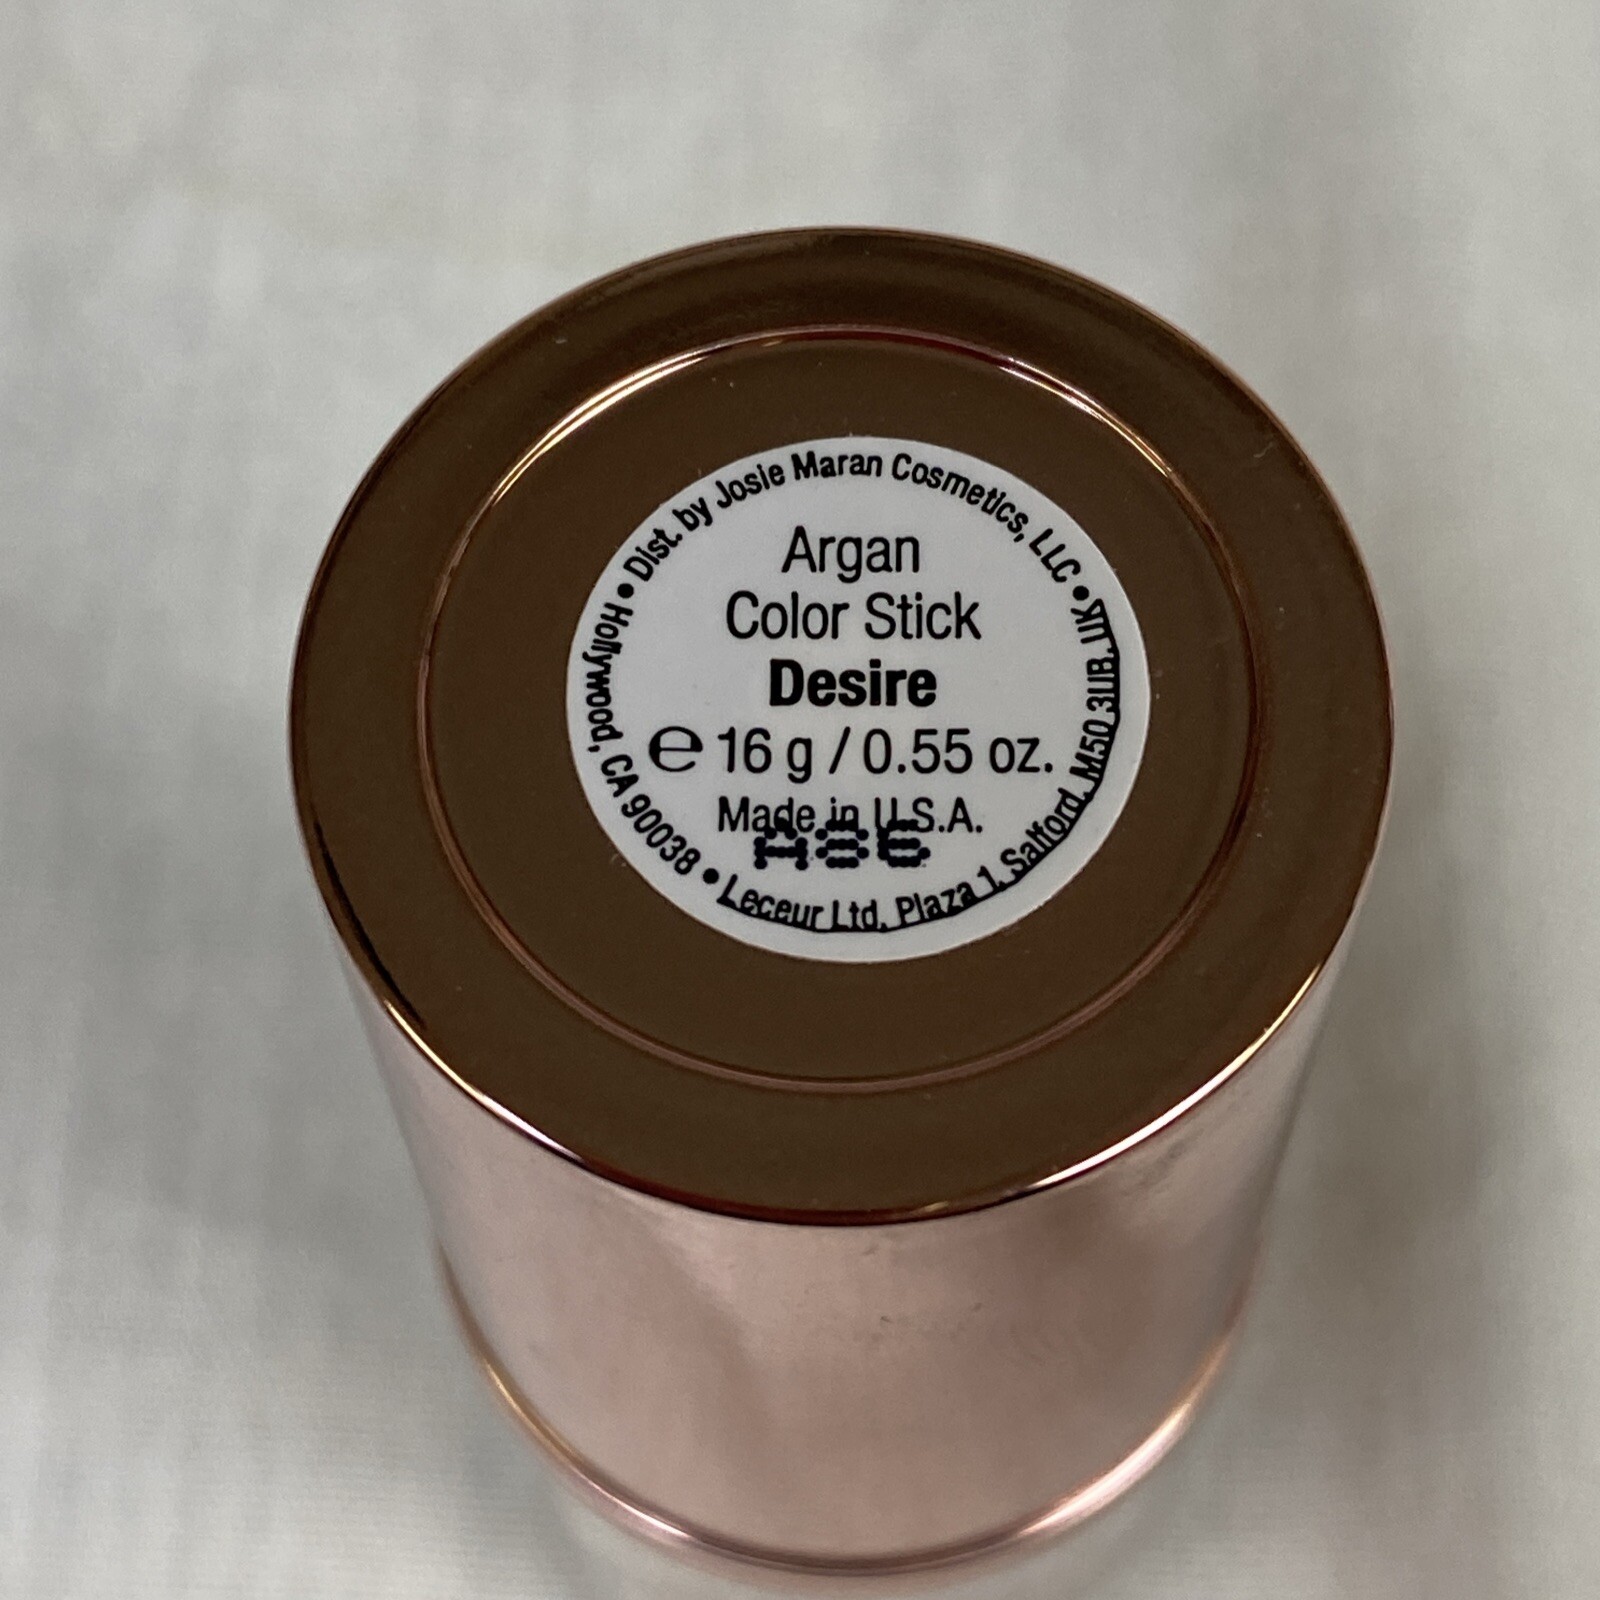 Dist. by Josie Maran Cosmetics, LLC •
Leceur Ltd, Plaza 1, Salford, M50 3UB, UK
Hollywood, CA 90038 •
Argan
Color Stick
Desire
℮ 16 g / 0.55 oz.
Made in U.S.A.